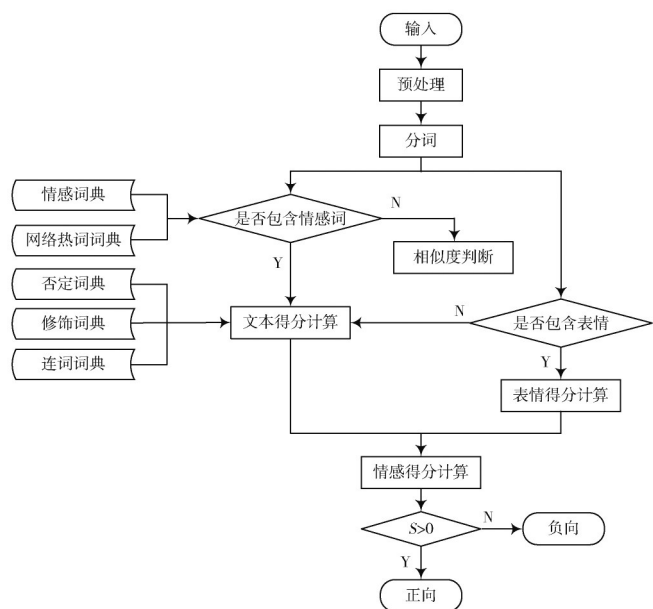 输入
预处理
分词
情感词典
网络热词词典
是否包含情感词
N
相似度判断
Y
否定词典
修饰词典
连词词典
文本得分计算
N
是否包含表情
Y
表情得分计算
情感得分计算
S>0
N
负向
Y
正向